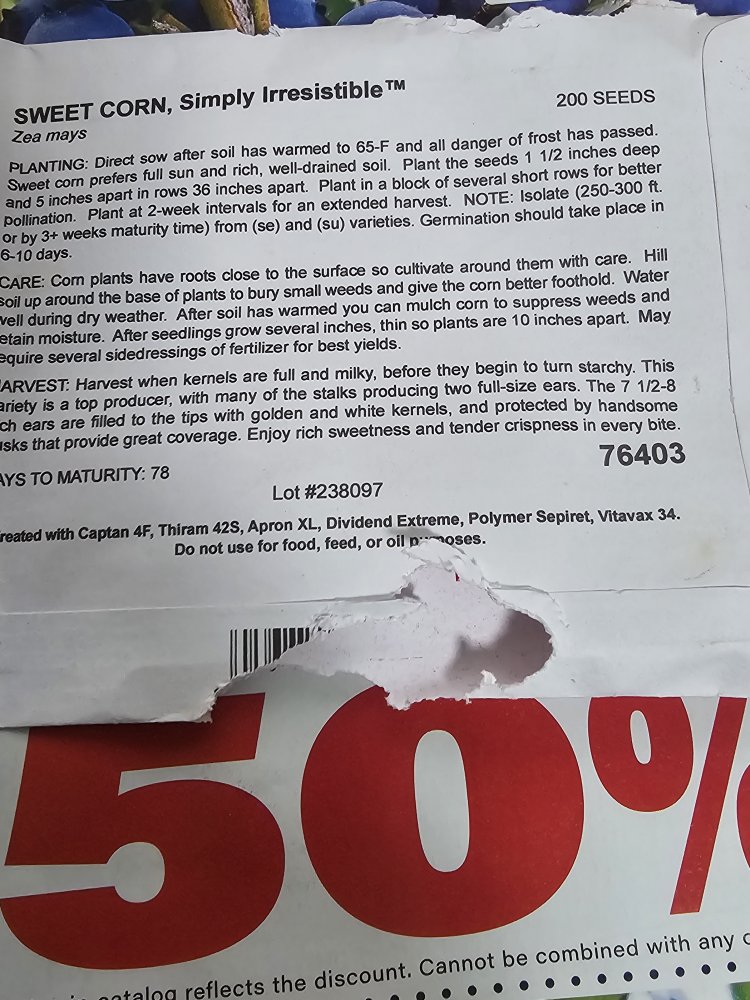 SWEET CORN, Simply Irresistible™
200 SEEDS
Zea mays
PLANTING: Direct sow after soil has warmed to 65-F and all danger of frost has passed.
Sweet corn prefers full sun and rich, well-drained soil. Plant the seeds 1 1/2 inches deep
and 5 inches apart in rows 36 inches apart. Plant in a block of several short rows for better
pollination. Plant at 2-week intervals for an extended harvest. NOTE: Isolate (250-300 ft.
or by 3+ weeks maturity time) from (se) and (su) varieties. Germination should take place in
6-10 days.
CARE: Corn plants have roots close to the surface so cultivate around them with care. Hill
soil up around the base of plants to bury small weeds and give the corn better foothold. Water
well during dry weather. After soil has warmed you can mulch corn to suppress weeds and
etain moisture. After seedlings grow several inches, thin so plants are 10 inches apart. May
equire several sidedressings of fertilizer for best yields.
ARVEST: Harvest when kernels are full and milky, before they begin to turn starchy. This
ariety is a top producer, with many of the stalks producing two full-size ears. The 7 1/2-8
ch ears are filled to the tips with golden and white kernels, and protected by handsome
usks that provide great coverage. Enjoy rich sweetness and tender crispness in every bite.
AYS TO MATURITY: 78
76403
Lot #238097
reated with Captan 4F, Thiram 42S, Apron XL, Dividend Extreme, Polymer Sepiret, Vitavax 34.
Do not use for food, feed, or oil purposes.
50%
catalog reflects the discount. Cannot be combined with any